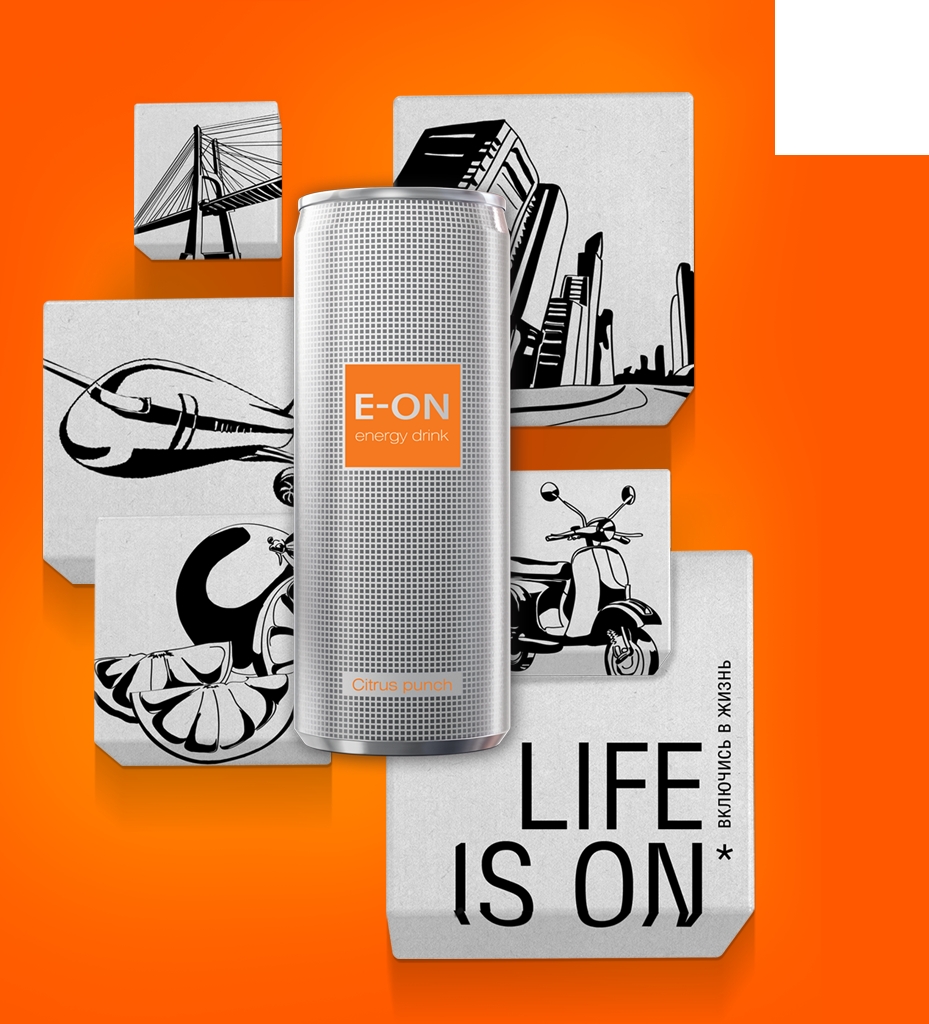 E-ON
energy drink
Citrus punch
LIFE
IS ON*
включись в жизнь